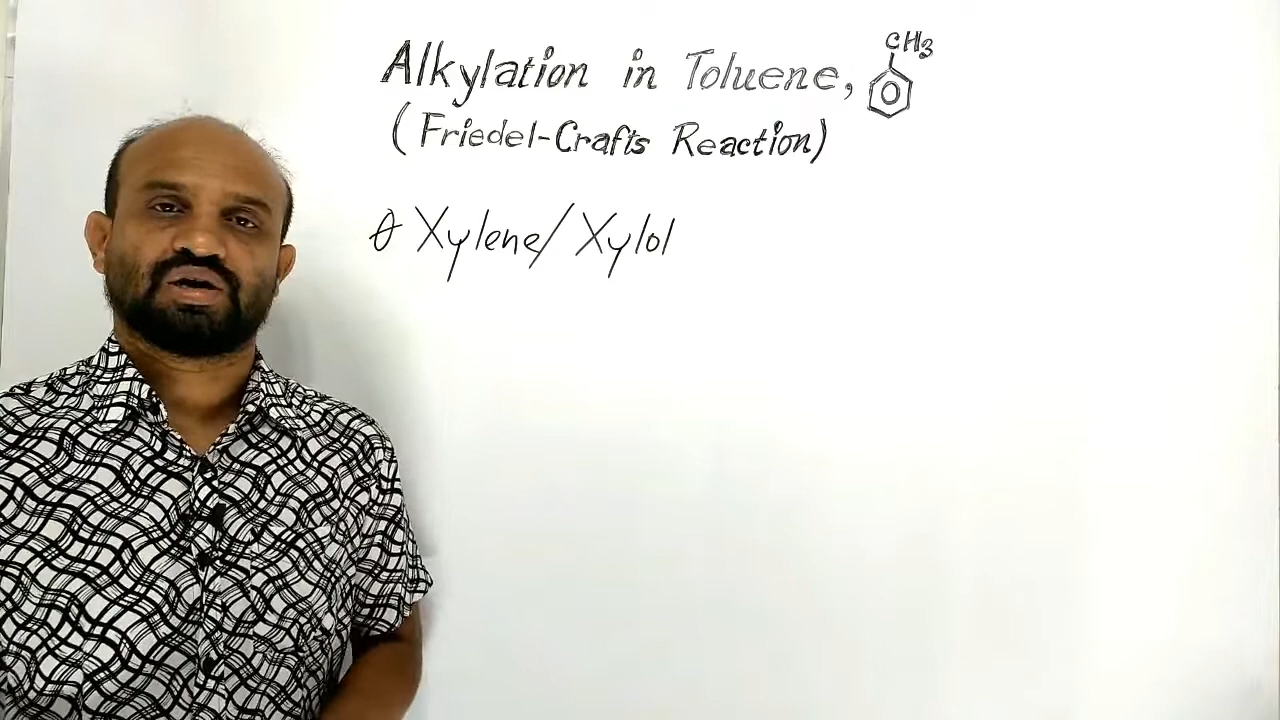 Alkylation in Toluene, CH₃
(Friedel-Crafts Reaction)
Xylene/Xylol